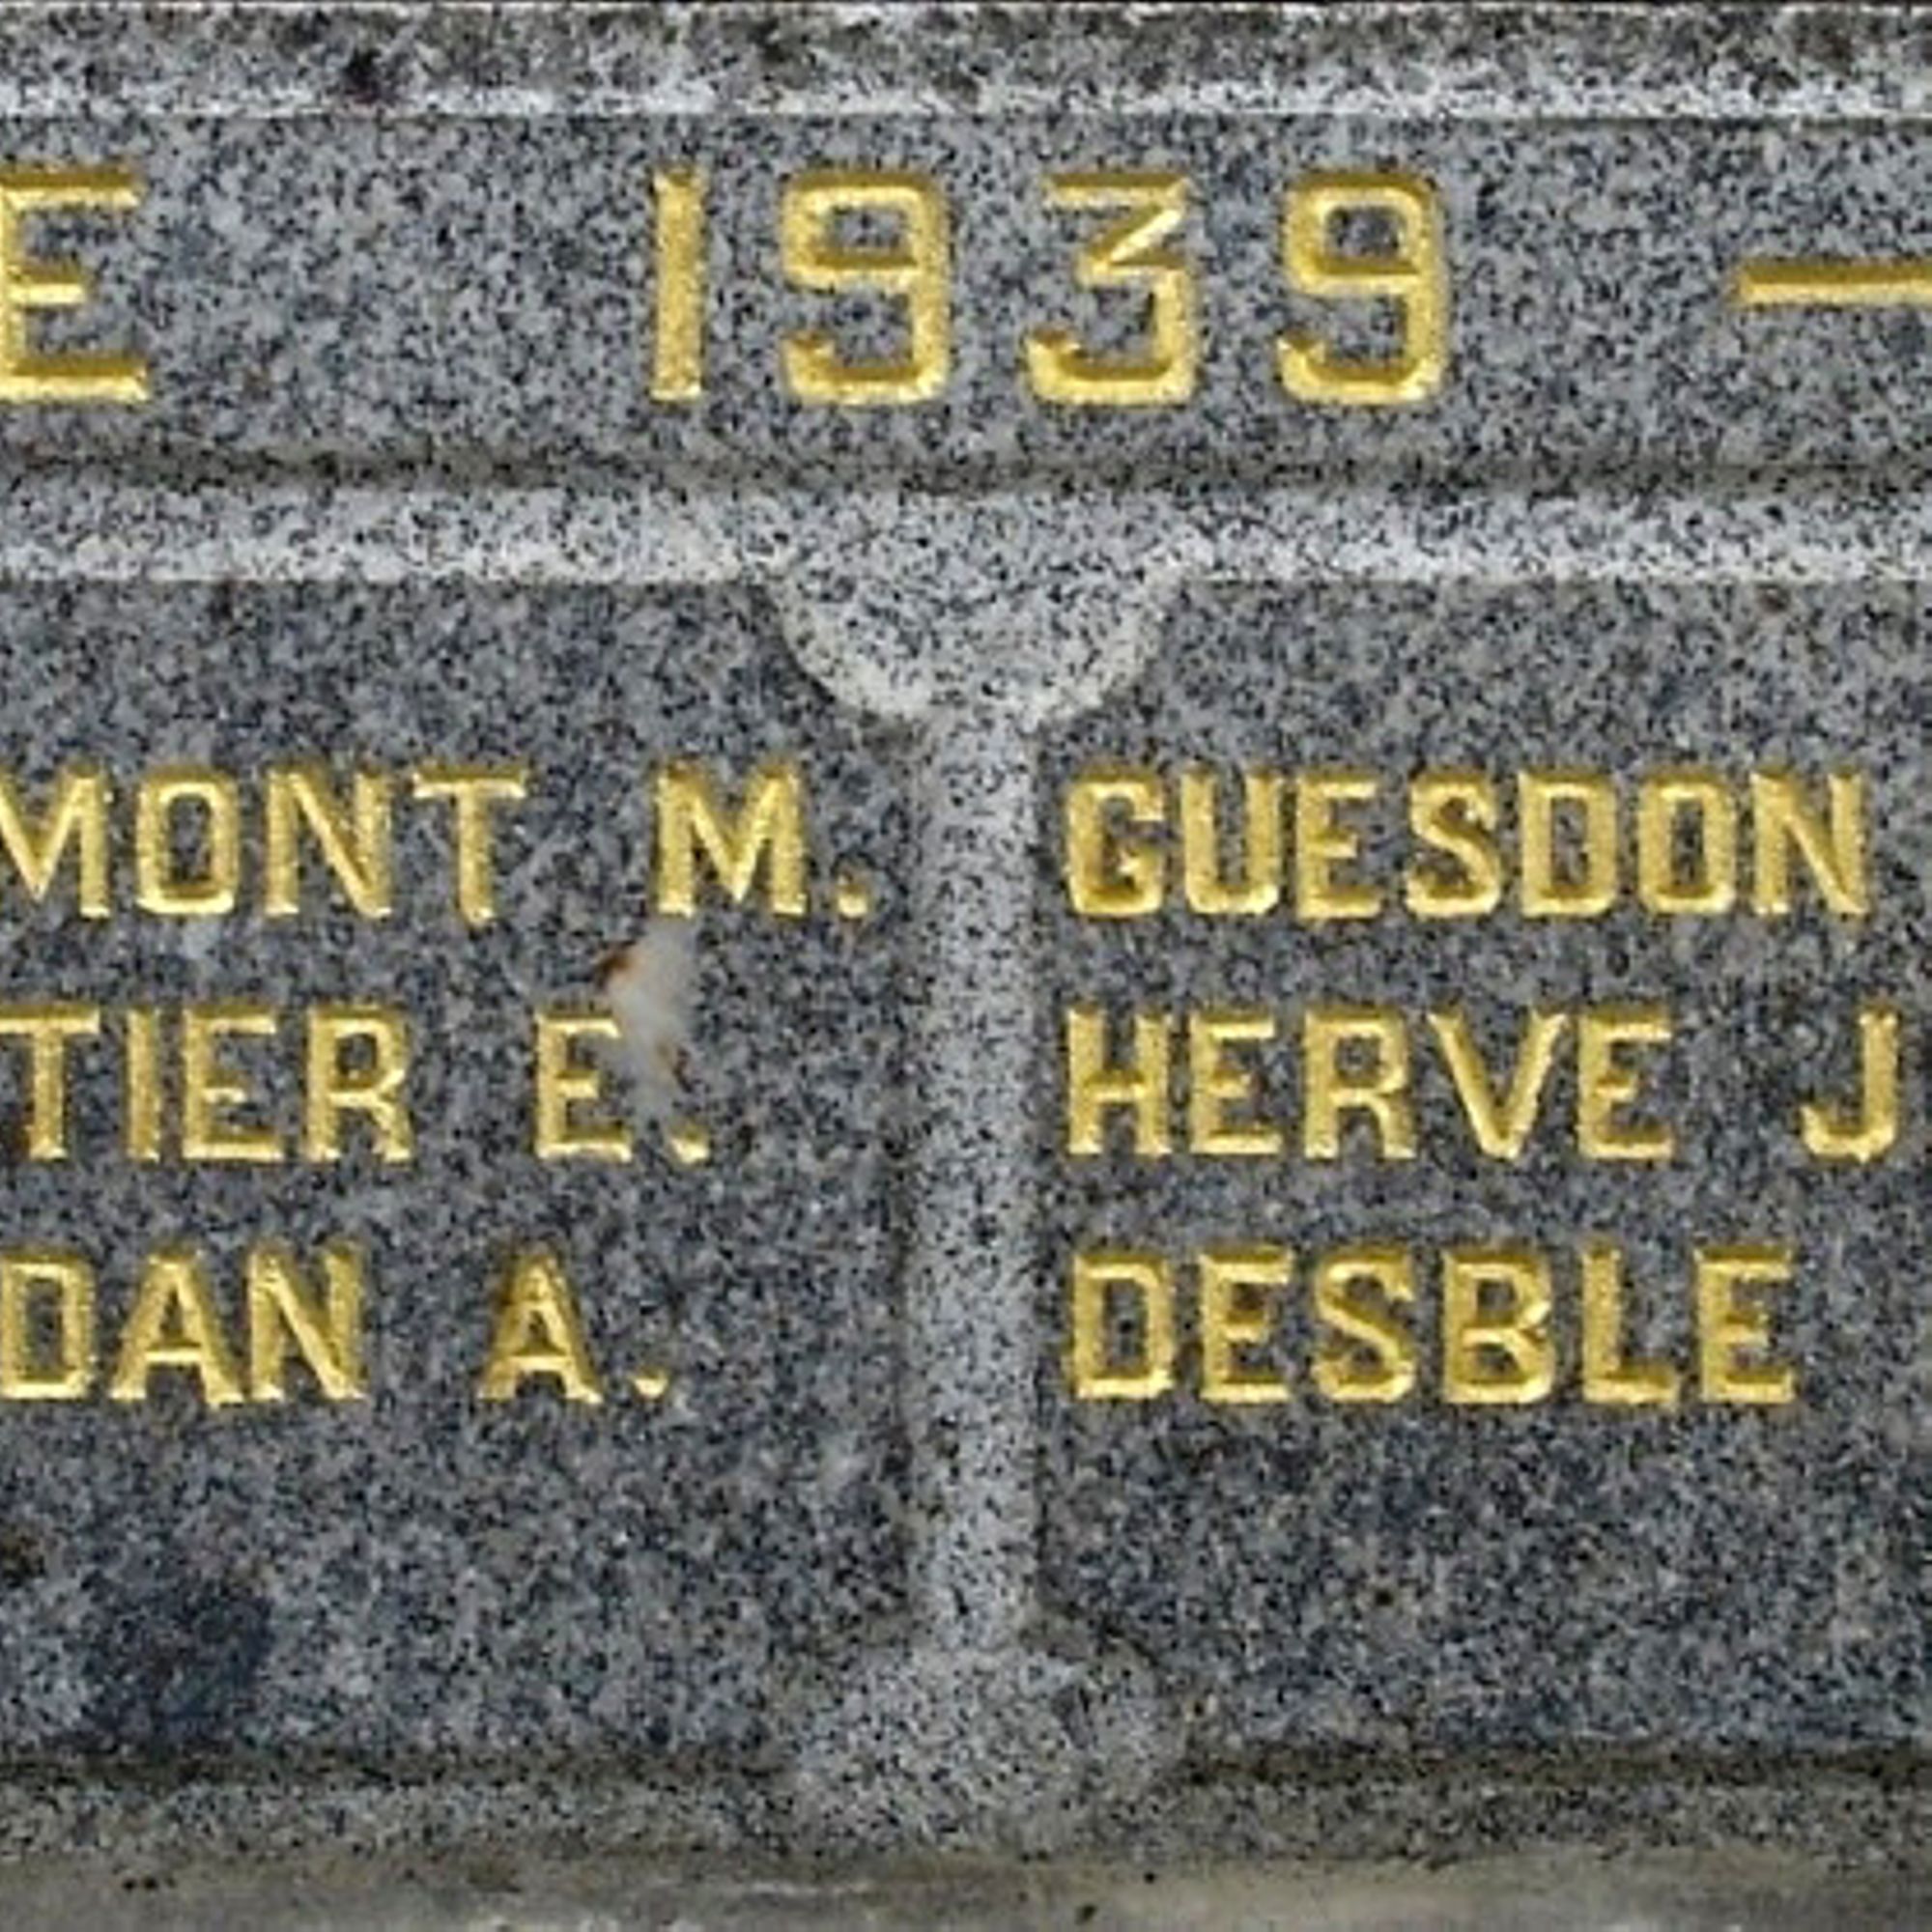 E 1939 —
MONT M. GUESDON
TIER E. HERVE J
DAN A. DESBLE